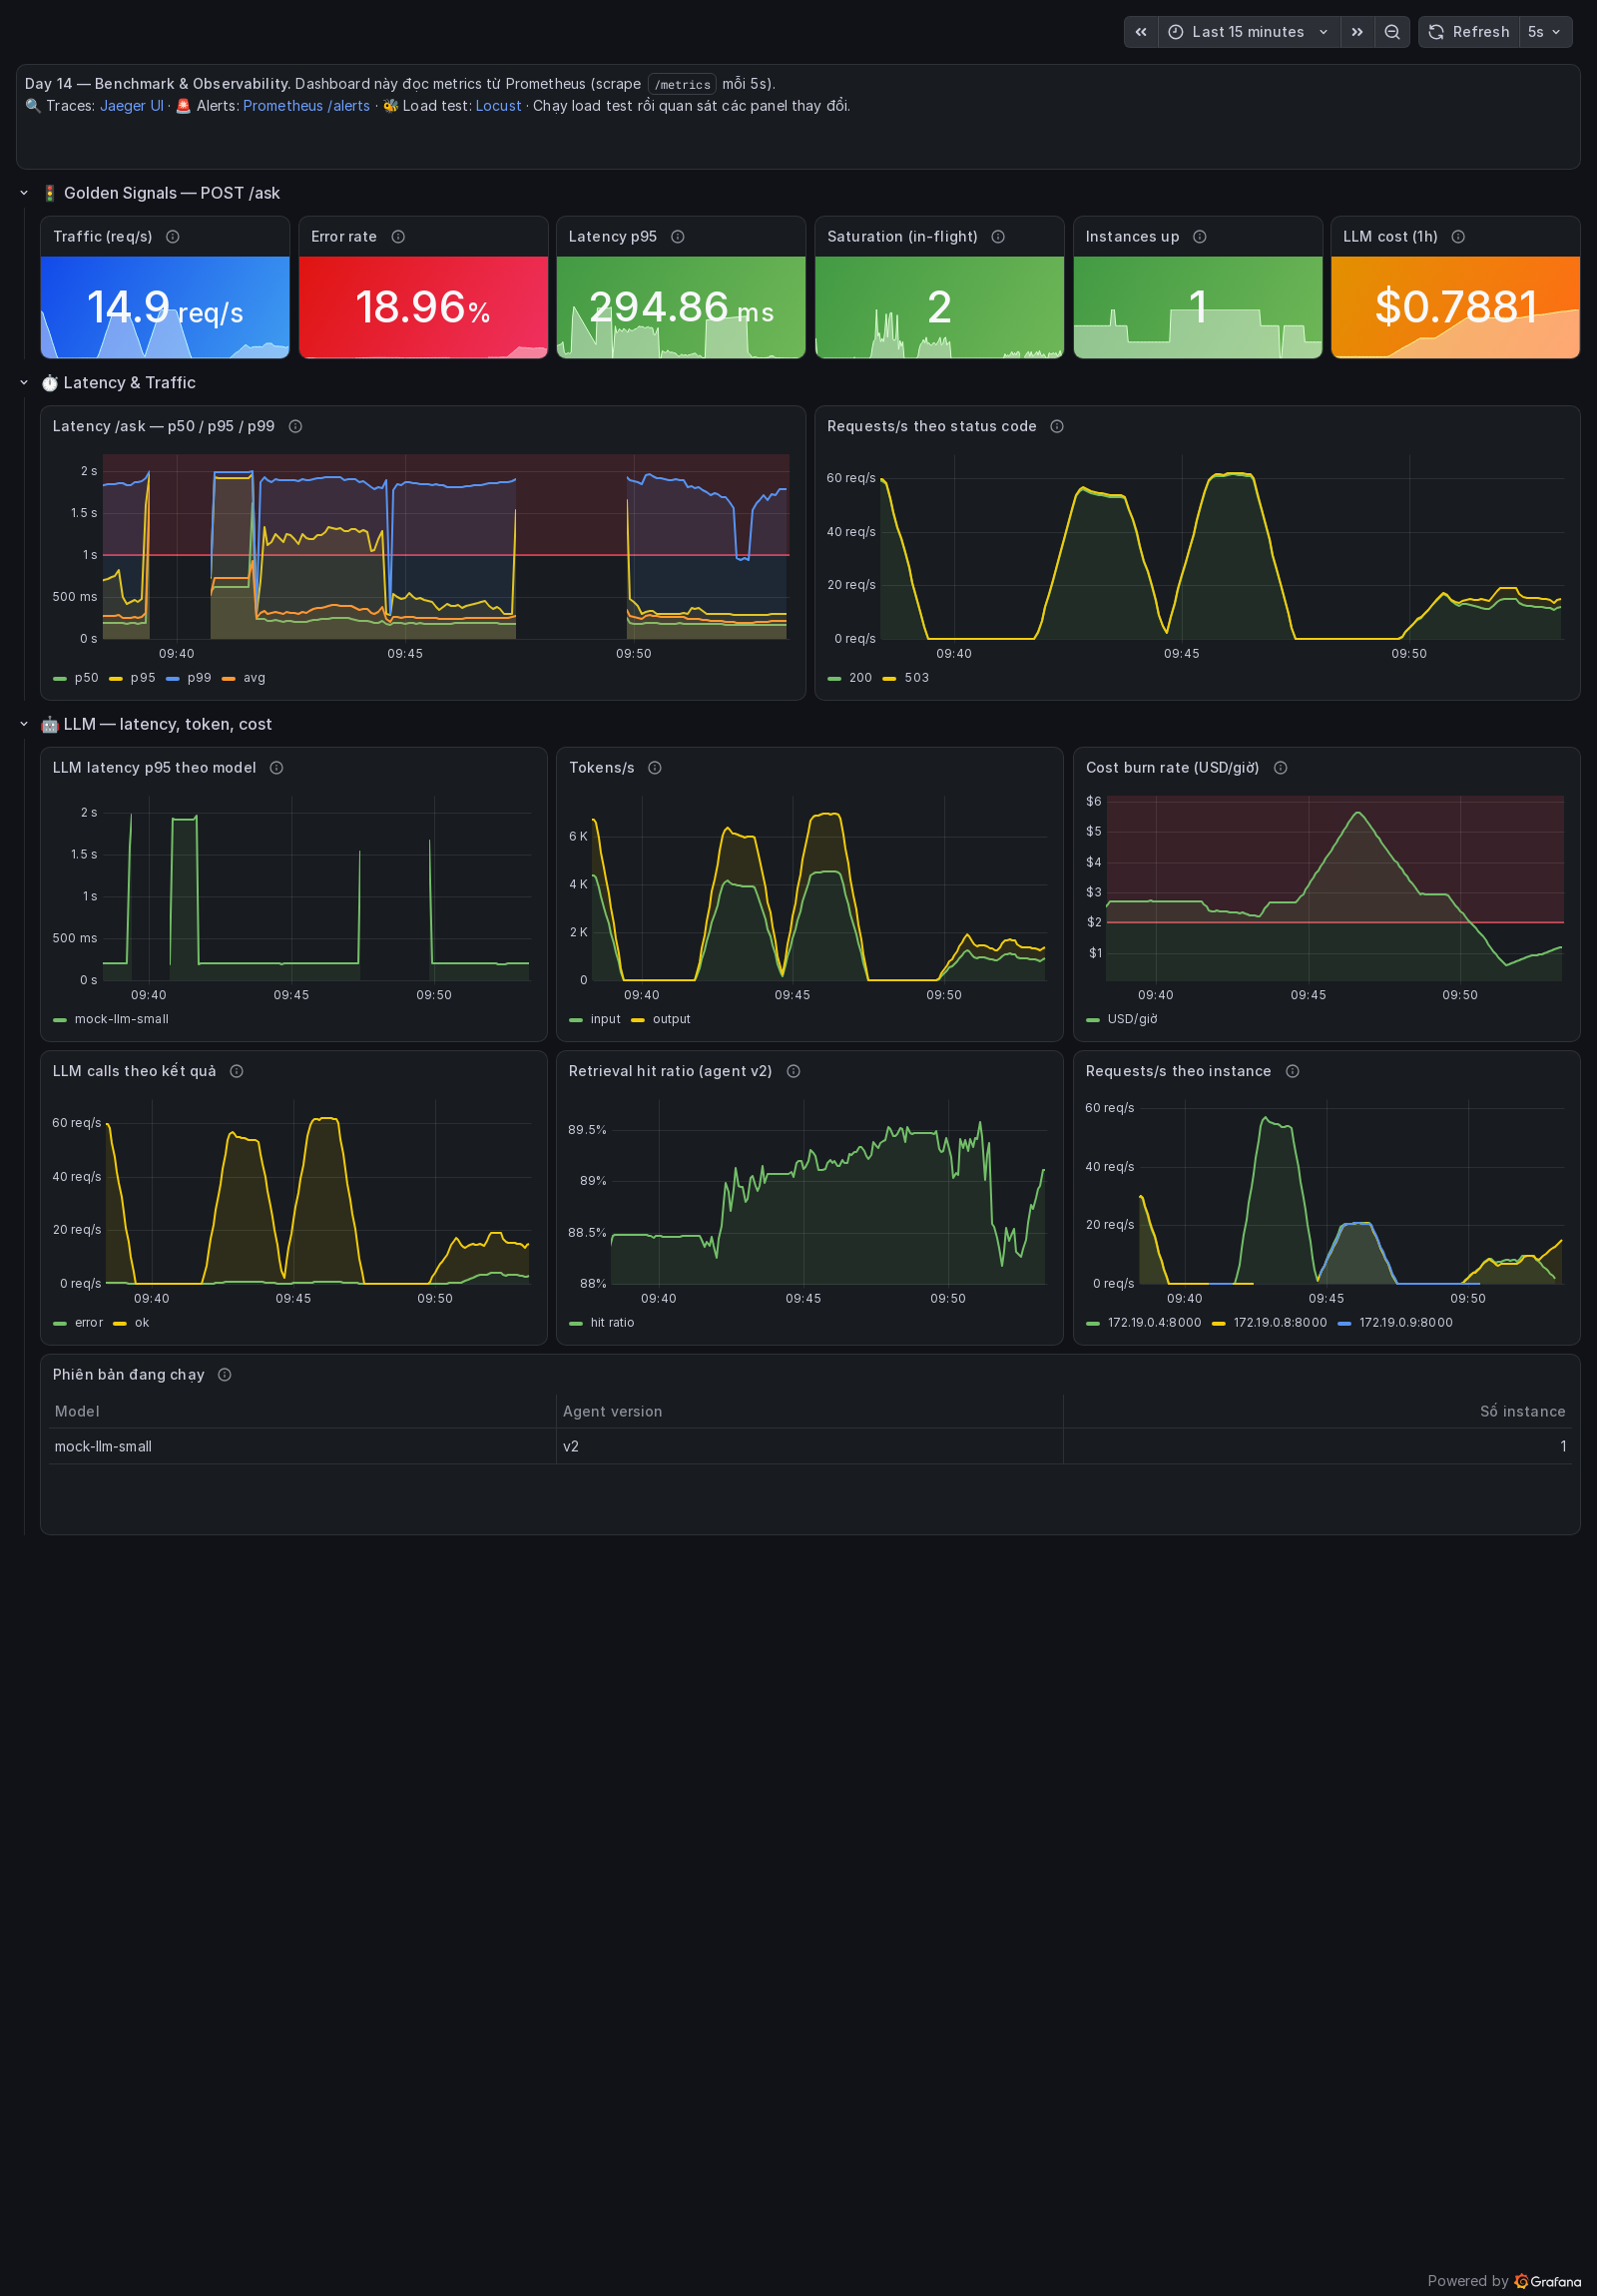 Last 15 minutes Refresh 5s
Day 14 — Benchmark & Observability. Dashboard này đọc metrics từ Prometheus (scrape /metrics mỗi 5s).
🔍 Traces: Jaeger UI · 🚨 Alerts: Prometheus /alerts · 🐝 Load test: Locust · Chạy load test rồi quan sát các panel thay đổi.
🚦 Golden Signals — POST /ask
Traffic (req/s) Error rate Latency p95 Saturation (in-flight) Instances up LLM cost (1h)
14.9 req/s 18.96% 294.86 ms 2 1 $0.7881
⏱️ Latency & Traffic
Latency /ask — p50 / p95 / p99
2 s
1.5 s
1 s
500 ms
0 s
09:40 09:45 09:50
p50 p95 p99 avg
Requests/s theo status code
60 req/s
40 req/s
20 req/s
0 req/s
09:40 09:45 09:50
200 503
🤖 LLM — latency, token, cost
LLM latency p95 theo model
2 s
1.5 s
1 s
500 ms
0 s
09:40 09:45 09:50
mock-llm-small
Tokens/s
6 K
4 K
2 K
0
09:40 09:45 09:50
input output
Cost burn rate (USD/giờ)
$6
$5
$4
$3
$2
$1
09:40 09:45 09:50
USD/giờ
LLM calls theo kết quả
60 req/s
40 req/s
20 req/s
0 req/s
09:40 09:45 09:50
error ok
Retrieval hit ratio (agent v2)
89.5%
89%
88.5%
88%
09:40 09:45 09:50
hit ratio
Requests/s theo instance
60 req/s
40 req/s
20 req/s
0 req/s
09:40 09:45 09:50
172.19.0.4:8000 172.19.0.8:8000 172.19.0.9:8000
Phiên bản đang chạy
Model Agent version Số instance
mock-llm-small v2 1
Powered by Grafana